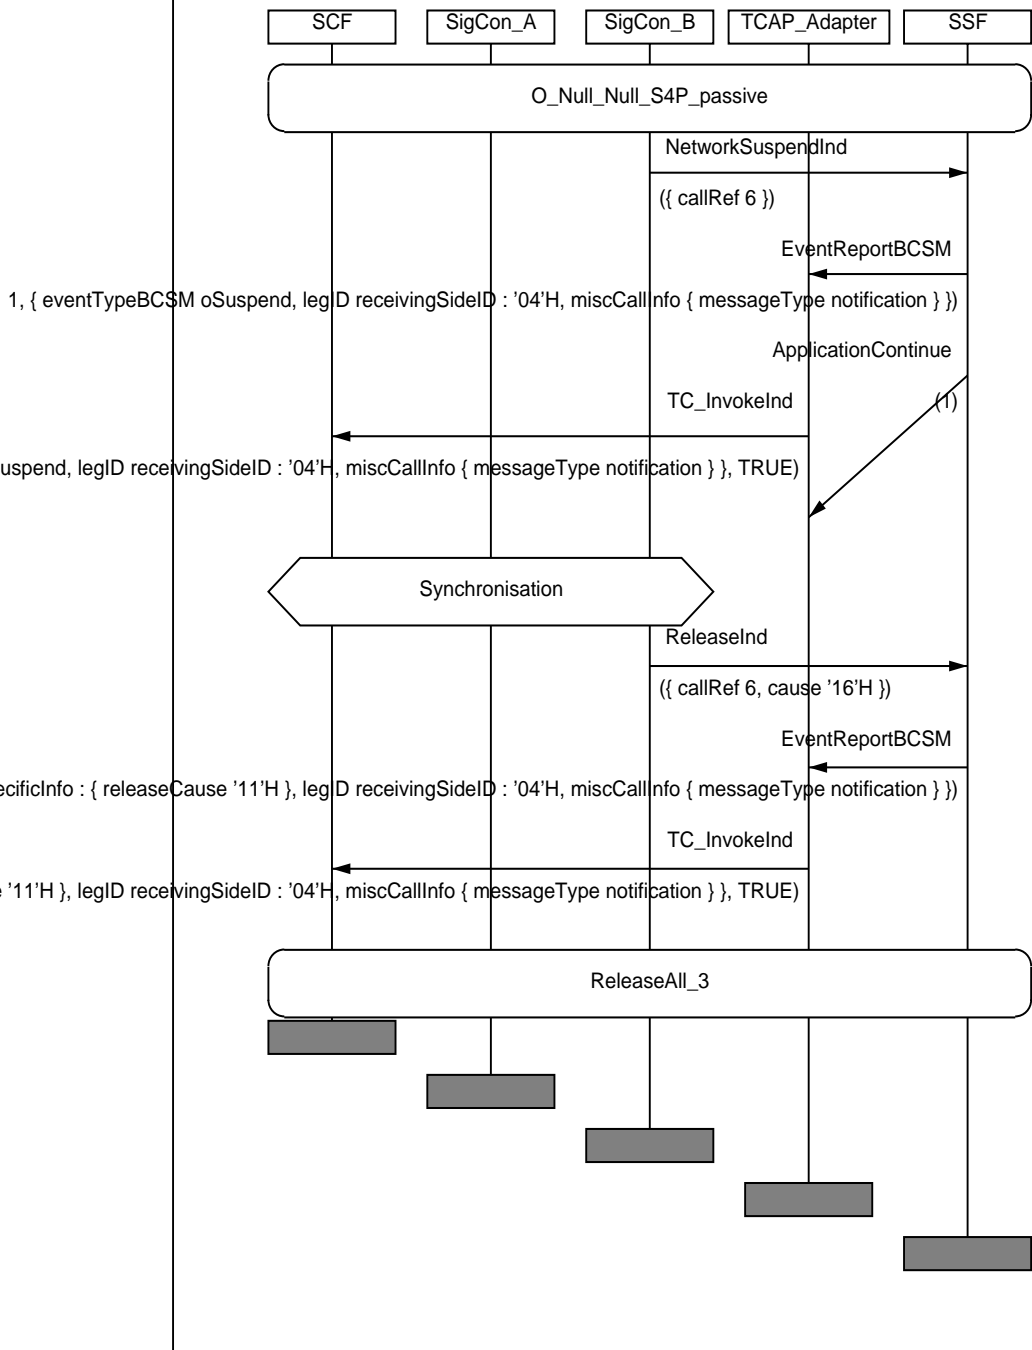 SCF SigCon_A SigCon_B TCAP_Adapter SSF
O_Null_Null_S4P_passive
NetworkSuspendInd
({ callRef 6 })
EventReportBCSM
1, { eventTypeBCSM oSuspend, legID receivingSideID : '04'H, miscCallInfo { messageType notification } })
ApplicationContinue
TC_InvokeInd
(1)
uspend, legID receivingSideID : '04'H, miscCallInfo { messageType notification } }, TRUE)
Synchronisation
ReleaseInd
({ callRef 6, cause '16'H })
EventReportBCSM
ecificInfo : { releaseCause '11'H }, legID receivingSideID : '04'H, miscCallInfo { messageType notification } })
TC_InvokeInd
'11'H }, legID receivingSideID : '04'H, miscCallInfo { messageType notification } }, TRUE)
ReleaseAll_3